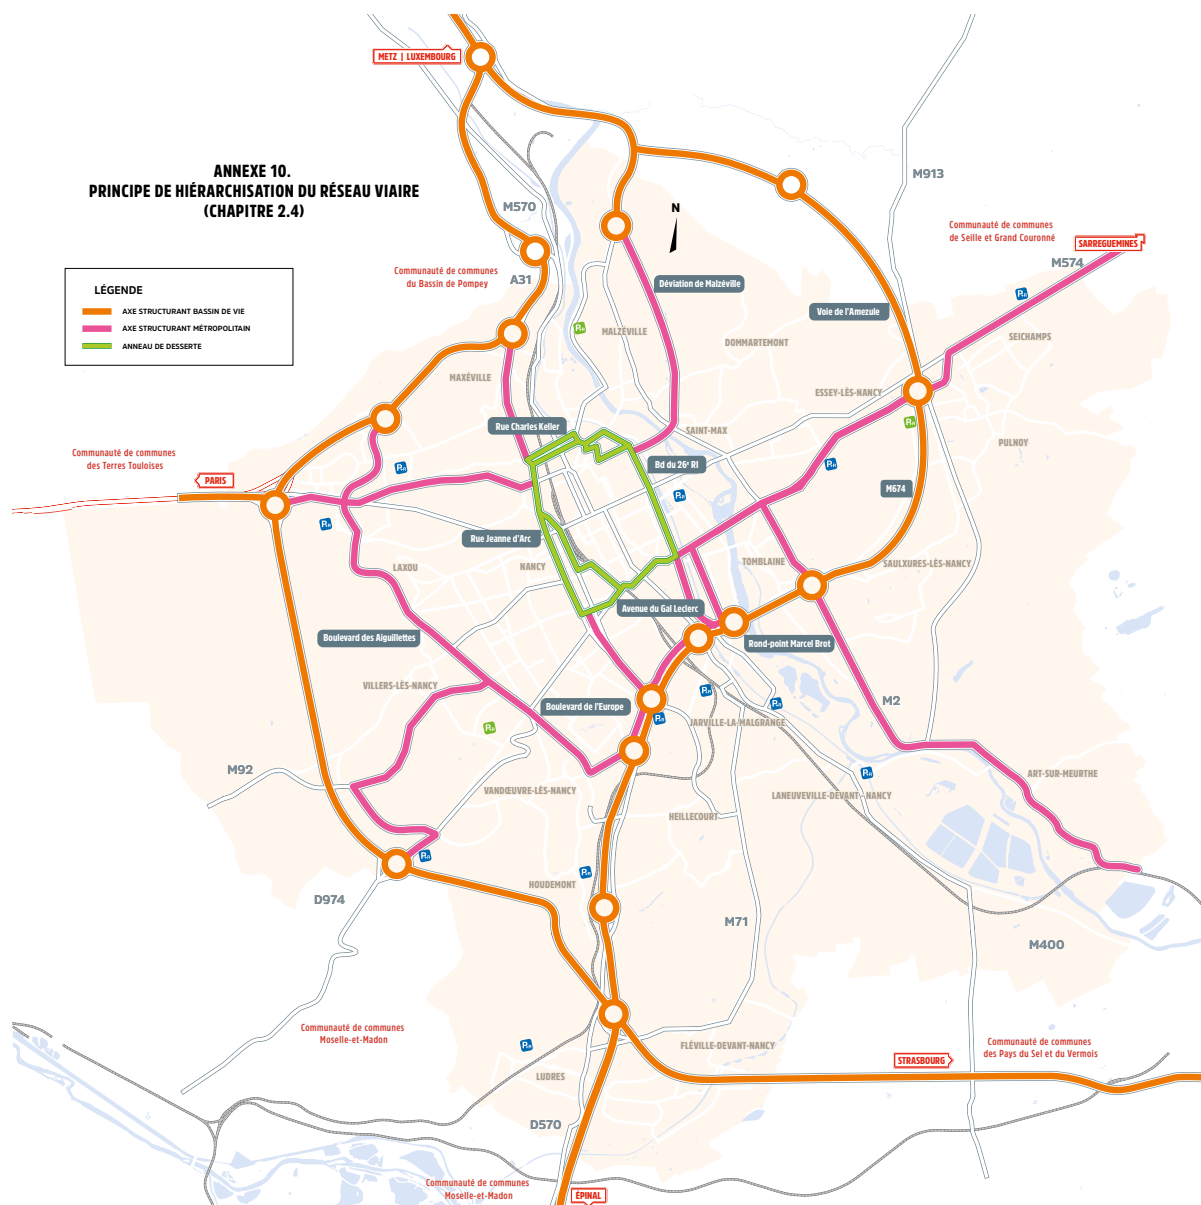 METZ | LUXEMBOURG
ANNEXE 10.
PRINCIPE DE HIÉRARCHISATION DU RÉSEAU VIAIRE
(CHAPITRE 2.4)
M913
M570
Communauté de communes
de Seille et Grand Couronné
SARREGUEMINES
M574
N
Communauté de communes
du Bassin de Pompey
A31
Déviation de Malzéville
LÉGENDE
AXE STRUCTURANT BASSIN DE VIE
AXE STRUCTURANT MÉTROPOLITAIN
ANNEAU DE DESSERTE
P+R
P+R
Voie de l'Amezule
MALZÉVILLE
DOMMARTEMONT
SEICHAMPS
MAXÉVILLE
ESSEY-LÈS-NANCY
Rue Charles Keller
SAINT-MAX
P+R
PULNOY
Communauté de communes
des Terres Touloises
P+R
Bd du 26e RI
P+R
PARIS
M674
P+R
P+R
Rue Jeanne d'Arc
LAXOU
NANCY
TOMBLAINE
SAULXURES-LÈS-NANCY
Avenue du Gal Leclerc
Boulevard des Aiguillettes
Rond-point Marcel Brot
VILLERS-LÈS-NANCY
P+R
M2
Boulevard de l'Europe
P+R
P+R
JARVILLE-LA-MALGRANGE
P+R
M92
P+R
ART-SUR-MEURTHE
VANDŒUVRE-LÈS-NANCY
LANEUVEVILLE-DEVANT-NANCY
HEILLECOURT
P+R
P+R
HOUDEMONT
D974
M71
M400
Communauté de communes
Moselle-et-Madon
P+R
FLÉVILLE-DEVANT-NANCY
Communauté de communes
des Pays du Sel et du Vermois
STRASBOURG
LUDRES
D570
Communauté de communes
Moselle-et-Madon
ÉPINAL